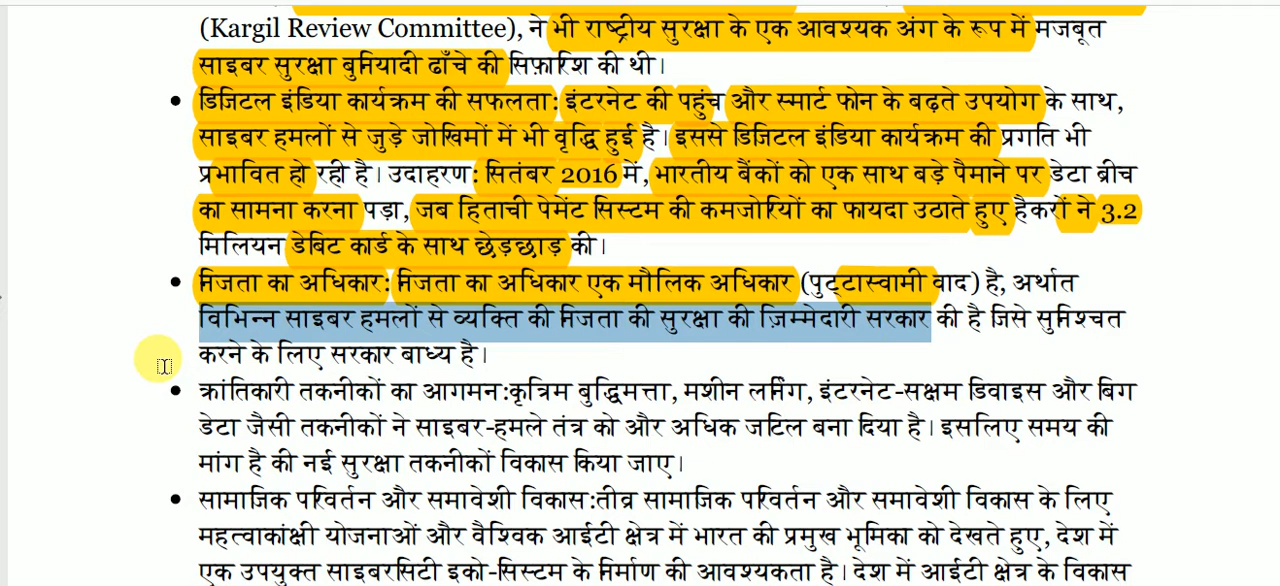 (Kargil Review Committee), ने भी राष्ट्रीय सुरक्षा के एक आवश्यक अंग के रूप में मजबूत
साइबर सुरक्षा बुनियादी ढाँचे की सिफ़ारिश की थी।
• डिजिटल इंडिया कार्यक्रम की सफलता: इंटरनेट की पहुंच और स्मार्ट फोन के बढ़ते उपयोग के साथ,
साइबर हमलों से जुड़े जोखिमों में भी वृद्धि हुई है। इससे डिजिटल इंडिया कार्यक्रम की प्रगति भी
प्रभावित हो रही है। उदाहरण: सितंबर 2016 में, भारतीय बैंकों को एक साथ बड़े पैमाने पर डेटा ब्रीच
का सामना करना पड़ा, जब हिताची पेमेंट सिस्टम की कमजोरियों का फायदा उठाते हुए हैकरों ने 3.2
मिलियन डेबिट कार्ड के साथ छेड़छाड़ की।
• निजता का अधिकार: निजता का अधिकार एक मौलिक अधिकार (पुट्टास्वामी वाद) है, अर्थात
विभिन्न साइबर हमलों से व्यक्ति की निजता की सुरक्षा की ज़िम्मेदारी सरकार की है जिसे सुनिश्चत
करने के लिए सरकार बाध्य है।
• क्रांतिकारी तकनीकों का आगमन:कृत्रिम बुद्धिमत्ता, मशीन लर्निंग, इंटरनेट-सक्षम डिवाइस और बिग
डेटा जैसी तकनीकों ने साइबर-हमले तंत्र को और अधिक जटिल बना दिया है। इसलिए समय की
मांग है की नई सुरक्षा तकनीकों विकास किया जाए।
• सामाजिक परिवर्तन और समावेशी विकास:तीव्र सामाजिक परिवर्तन और समावेशी विकास के लिए
महत्वाकांक्षी योजनाओं और वैश्विक आईटी क्षेत्र में भारत की प्रमुख भूमिका को देखते हुए, देश में
एक उपयुक्त साइबरसिटी इको-सिस्टम के निर्माण की आवश्यकता है। देश में आईटी क्षेत्र के विकास